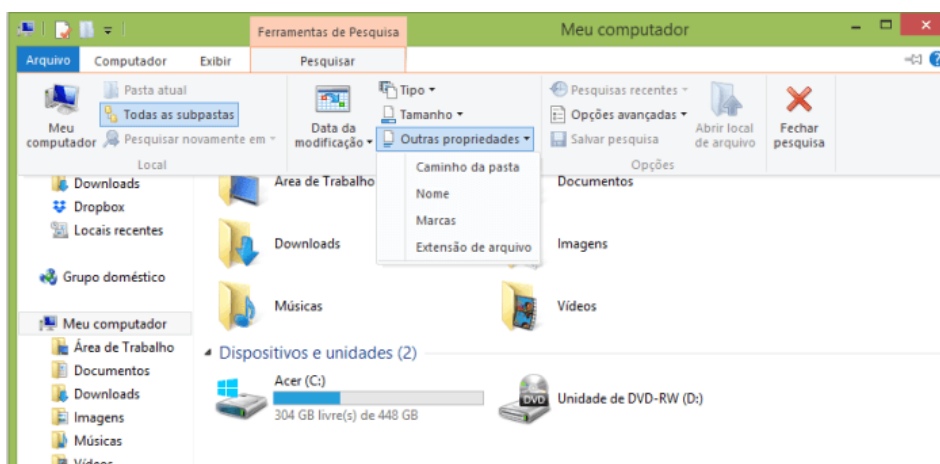 Ferramentas de Pesquisa
Meu computador
Arquivo
Computador
Exibir
Pesquisar
Meu computador
Pasta atual
Todas as subpastas
Pesquisar novamente em
Local
Data da modificação
Tipo
Tamanho
Outras propriedades
Caminho da pasta
Nome
Marcas
Extensão de arquivo
Pesquisas recentes
Opções avançadas
Salvar pesquisa
Abrir local de arquivo
Opções
Fechar pesquisa
Downloads
Dropbox
Locais recentes
Grupo doméstico
Meu computador
Área de Trabalho
Documentos
Downloads
Imagens
Músicas
Vídeos
Área de Trabalho
Documentos
Downloads
Imagens
Músicas
Vídeos
Dispositivos e unidades (2)
Acer (C:)
304 GB livre(s) de 448 GB
DVD
Unidade de DVD-RW (D:)